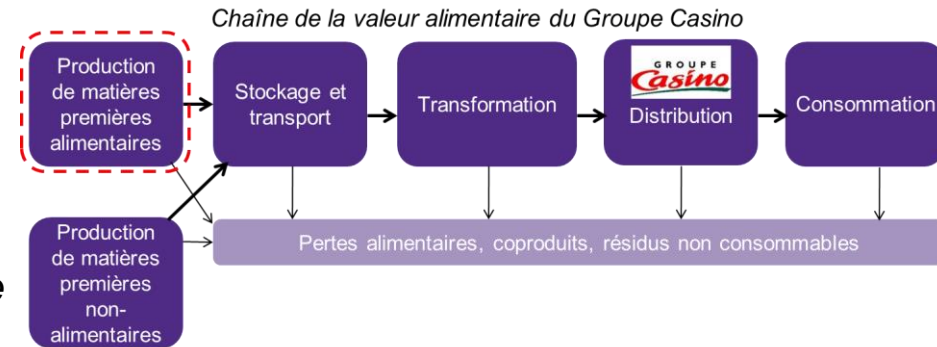 Chaîne de la valeur alimentaire du Groupe Casino
Production
de matières
premières
alimentaires
Stockage et
transport
Transformation
GROUPE
Casino
Distribution
Consommation
Production
de matières
premières
non-
alimentaires
Pertes alimentaires, coproduits, résidus non consommables
e